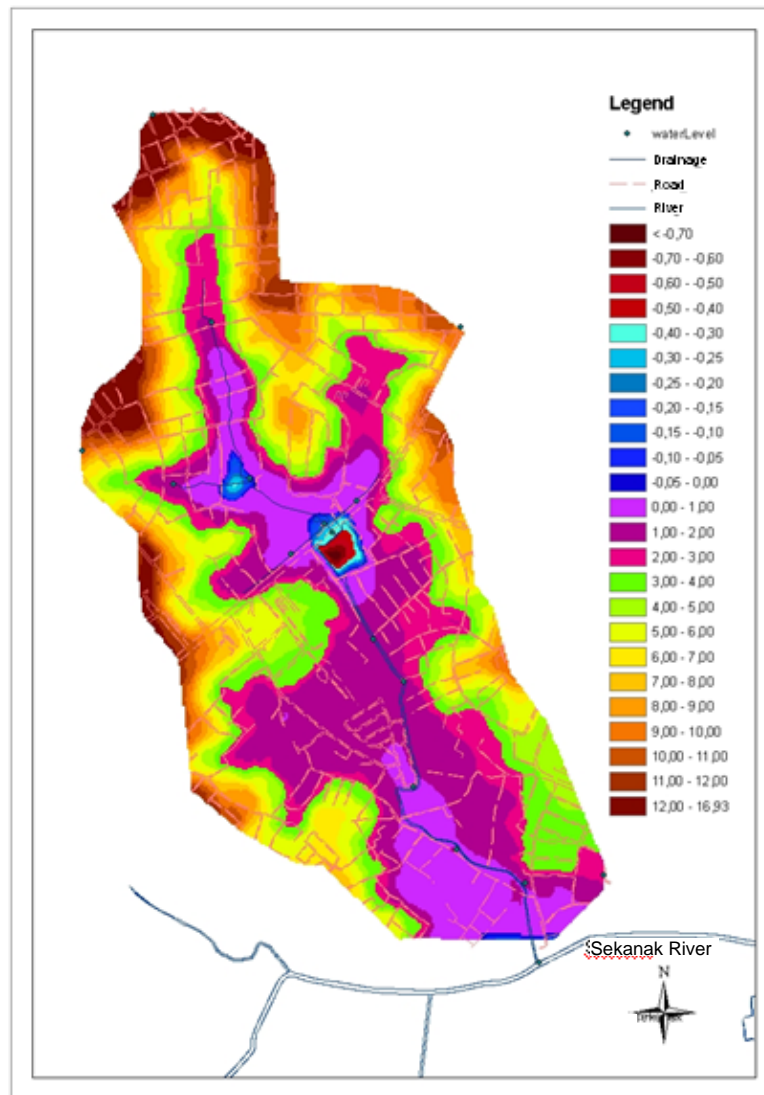 Legend
waterLevel
Drainage
Road
River
< -0,70
-0,70 - -0,60
-0,60 - -0,50
-0,50 - -0,40
-0,40 - -0,30
-0,30 - -0,25
-0,25 - -0,20
-0,20 - -0,15
-0,15 - -0,10
-0,10 - -0,05
-0,05 - 0,00
0,00 - 1,00
1,00 - 2,00
2,00 - 3,00
3,00 - 4,00
4,00 - 5,00
5,00 - 6,00
6,00 - 7,00
7,00 - 8,00
8,00 - 9,00
9,00 - 10,00
10,00 - 11,00
11,00 - 12,00
12,00 - 16,93
Sekanak River
N